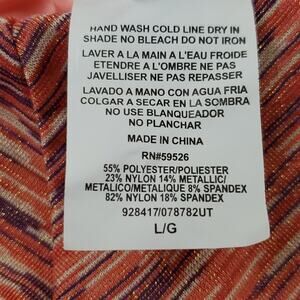 HAND WASH COLD LINE DRY IN
SHADE NO BLEACH DO NOT IRON
LAVER A LA MAIN A L'EAU FROIDE
ETENDRE A L'OMBRE NE PAS
JAVELLISER NE PAS REPASSER
LAVADO A MANO CON AGUA FRIA
COLGAR A SECAR EN LA SOMBRA
NO USE BLANQUEADOR
NO PLANCHAR
MADE IN CHINA
RN#59526
55% POLYESTER/POLIESTER
23% NYLON 14% METALLIC/
METALICO/METALIQUE 8% SPANDEX
82% NYLON 18% SPANDEX
928417/078782UT
L/G